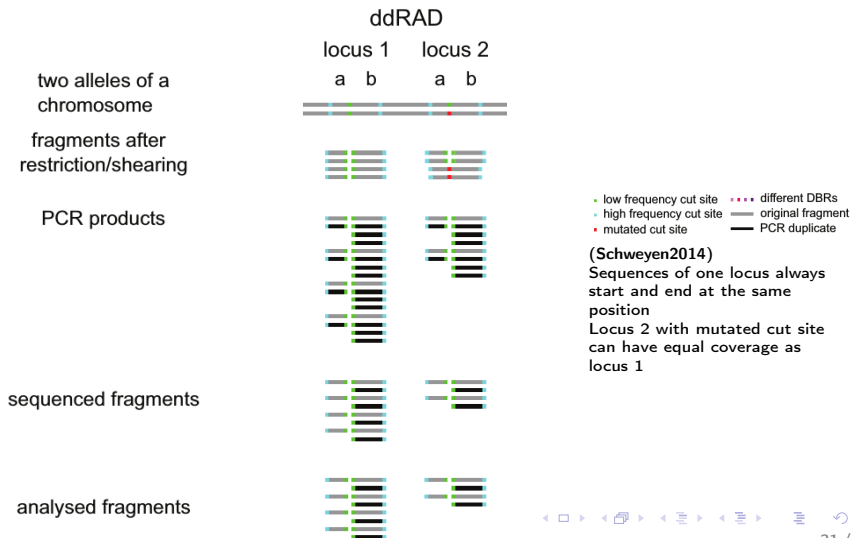 ddRAD
locus 1 locus 2
a b a b
two alleles of a
chromosome
fragments after
restriction/shearing
PCR products
sequenced fragments
analysed fragments
low frequency cut site
high frequency cut site
mutated cut site
different DBRs
original fragment
PCR duplicate
(Schweyen2014)
Sequences of one locus always
start and end at the same
position
Locus 2 with mutated cut site
can have equal coverage as
locus 1